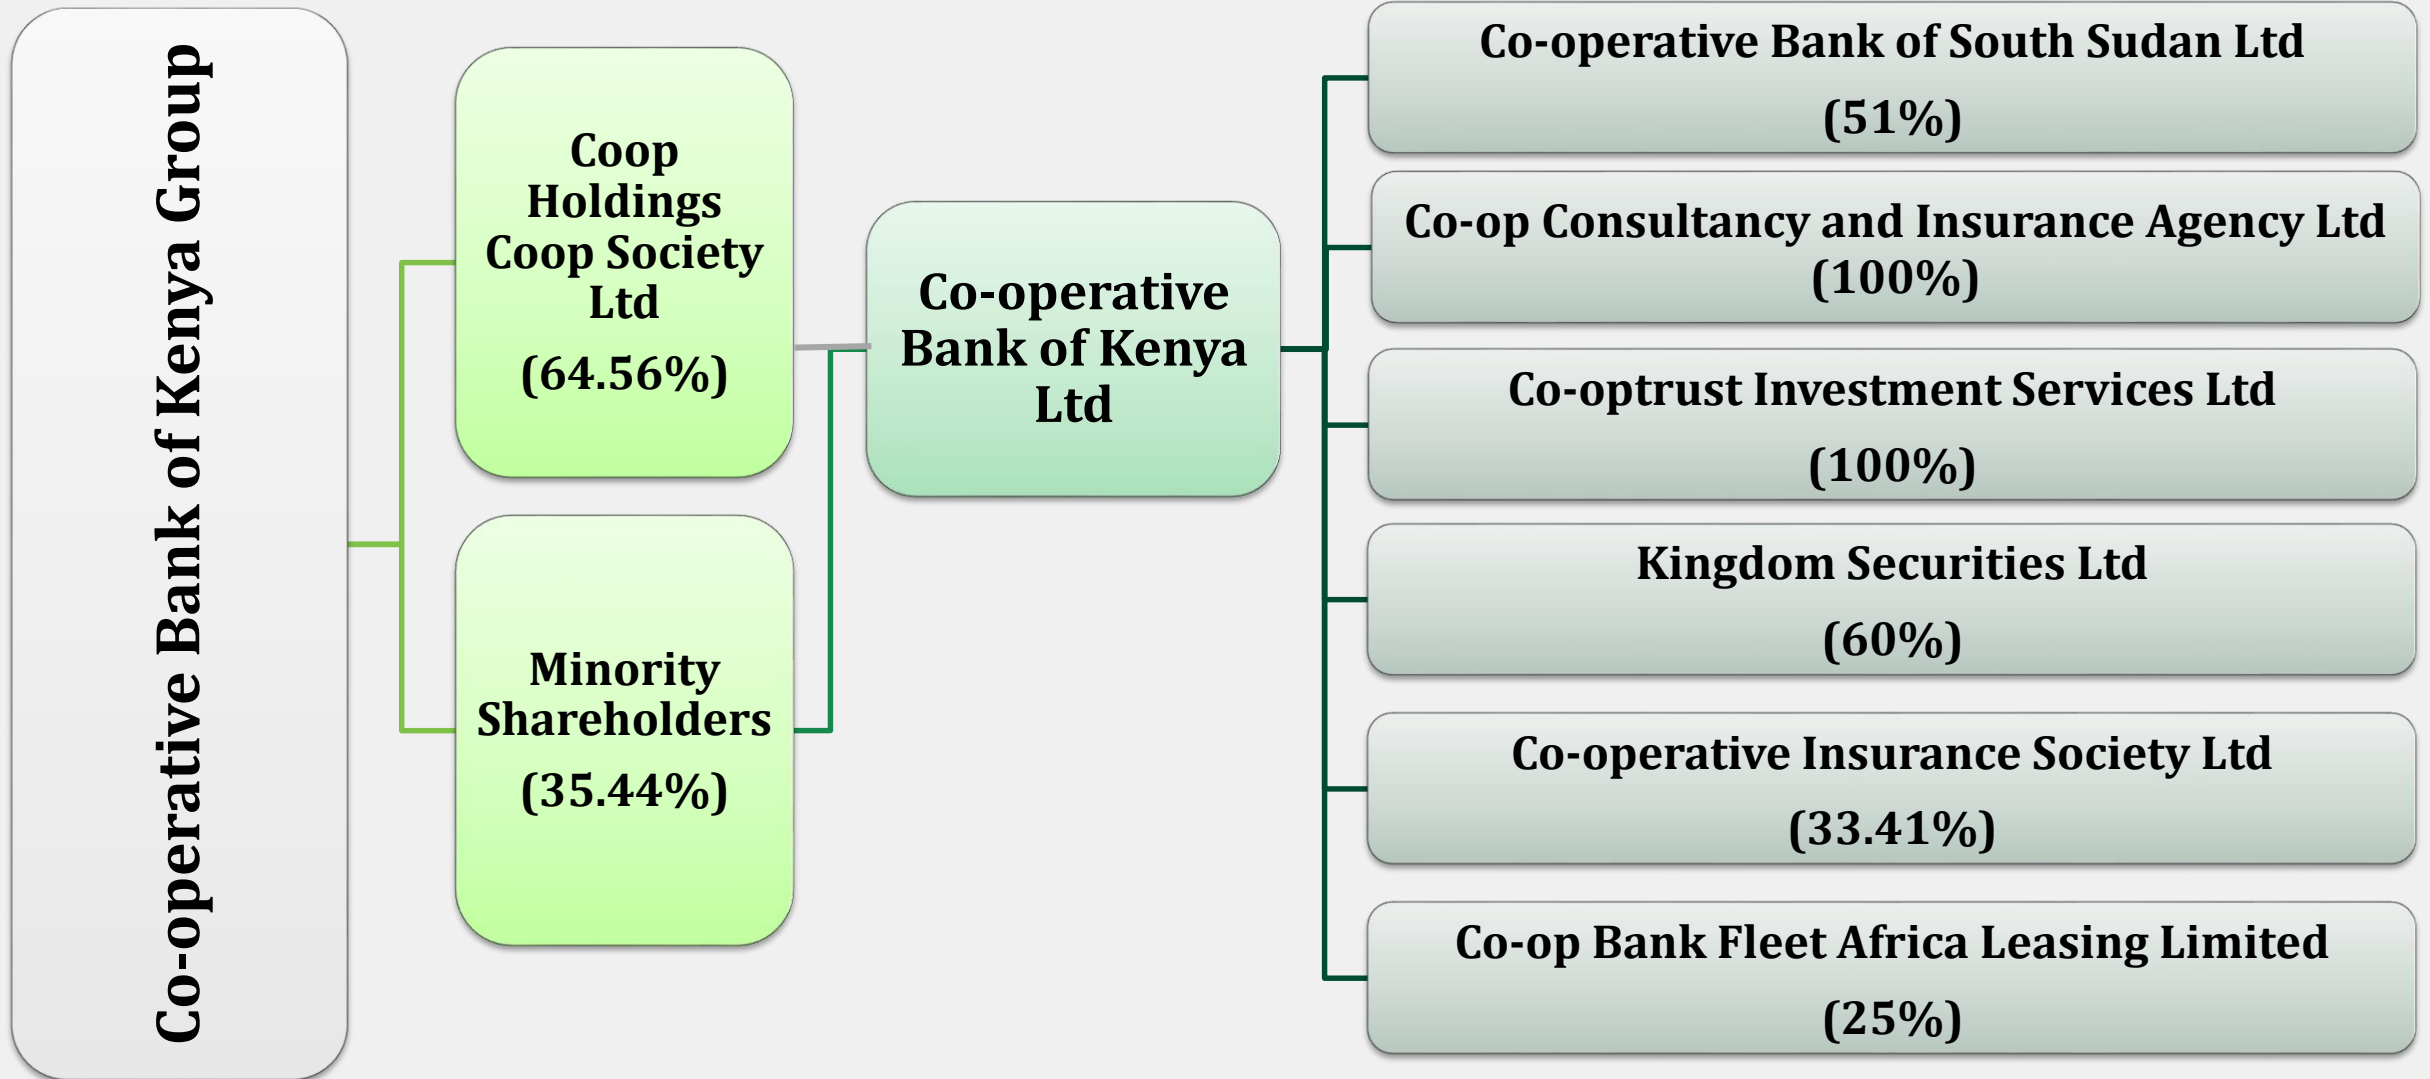 Co-operative Bank of Kenya Group
Coop
Holdings
Coop Society
Ltd
(64.56%)
Minority
Shareholders
(35.44%)
Co-operative
Bank of Kenya
Ltd
Co-operative Bank of South Sudan Ltd
(51%)
Co-op Consultancy and Insurance Agency Ltd
(100%)
Co-optrust Investment Services Ltd
(100%)
Kingdom Securities Ltd
(60%)
Co-operative Insurance Society Ltd
(33.41%)
Co-op Bank Fleet Africa Leasing Limited
(25%)